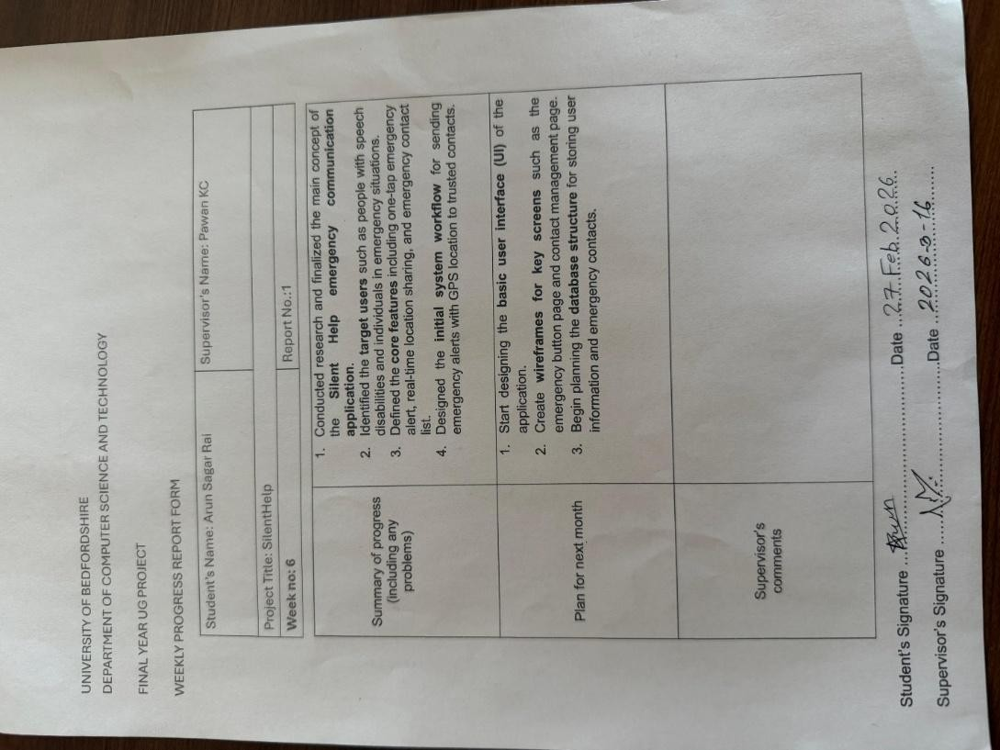 UNIVERSITY OF BEDFORDSHIRE
DEPARTMENT OF COMPUTER SCIENCE AND TECHNOLOGY
FINAL YEAR UG PROJECT
WEEKLY PROGRESS REPORT FORM
Student's Name: Arun Sagar Rai
Supervisor's Name: Pawan KC
Project Title: SilentHelp
Week no: 6
Report No.:1
Summary of progress
(including any
problems)
1. Conducted research and finalized the main concept of
the Silent Help emergency communication
application.
2. Identified the target users such as people with speech
disabilities and individuals in emergency situations.
3. Defined the core features including one-tap emergency
alert, real-time location sharing, and emergency contact
list.
4. Designed the initial system workflow for sending
emergency alerts with GPS location to trusted contacts.
Plan for next month
1. Start designing the basic user interface (UI) of the
application.
2. Create wireframes for key screens such as the
emergency button page and contact management page.
3. Begin planning the database structure for storing user
information and emergency contacts.
Supervisor's
comments
Student's Signature ............Date ...27 Feb 2026...
Supervisor's Signature ............Date ...2026-3-16...